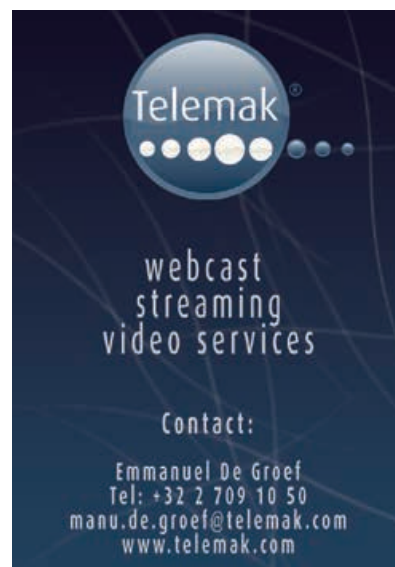 Telemak®
webcast
streaming
video services
Contact:
Emmanuel De Groef
Tel: +32 2 709 10 50
manu.de.groef@telemak.com
www.telemak.com